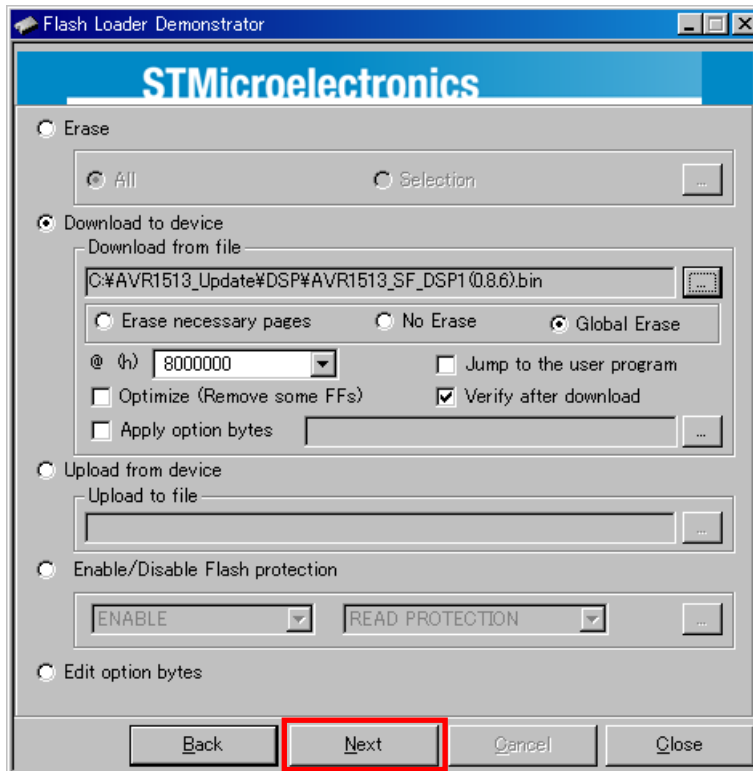 Flash Loader Demonstrator
STMicroelectronics
Erase
All Selection ...
Download to device
Download from file
C:¥AVR1513_Update¥DSP¥AVR1513_SF_DSP1(0.8.6).bin ...
Erase necessary pages No Erase Global Erase
@ (h) 8000000 Jump to the user program
Optimize (Remove some FFs) Verify after download
Apply option bytes ...
Upload from device
Upload to file
...
Enable/Disable Flash protection
ENABLE READ PROTECTION ...
Edit option bytes
Back Next Cancel Close